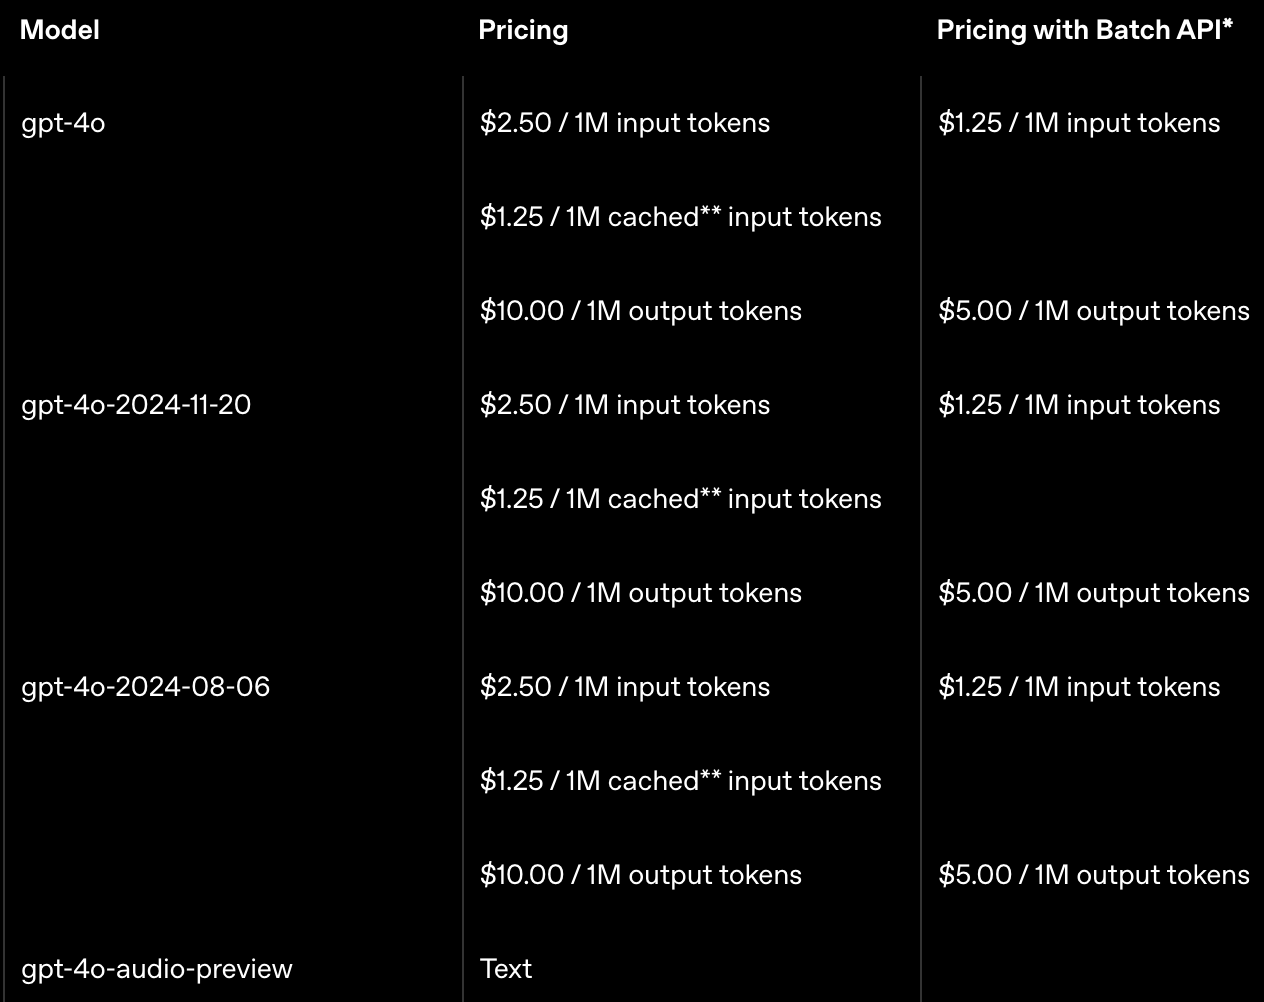 Model Pricing Pricing with Batch API*
gpt-4o $2.50 / 1M input tokens $1.25 / 1M input tokens
$1.25 / 1M cached** input tokens
$10.00 / 1M output tokens $5.00 / 1M output tokens
gpt-4o-2024-11-20 $2.50 / 1M input tokens $1.25 / 1M input tokens
$1.25 / 1M cached** input tokens
$10.00 / 1M output tokens $5.00 / 1M output tokens
gpt-4o-2024-08-06 $2.50 / 1M input tokens $1.25 / 1M input tokens
$1.25 / 1M cached** input tokens
$10.00 / 1M output tokens $5.00 / 1M output tokens
gpt-4o-audio-preview Text